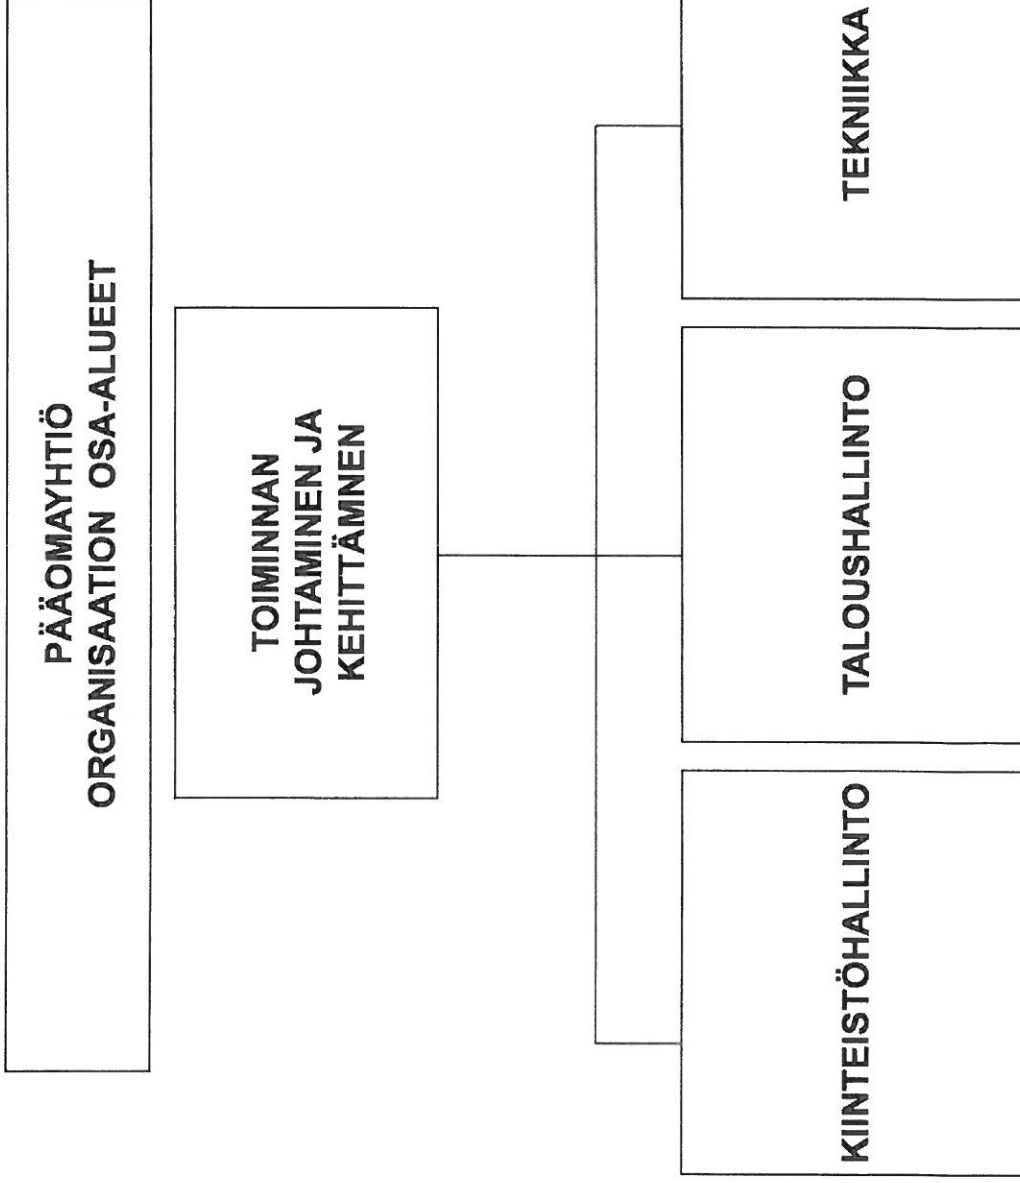 PÄÄOMAYHTIÖ
ORGANISAATION OSA-ALUEET
TOIMINNAN
JOHTAMINEN JA
KEHITTÄMNEN
KIINTEISTÖHALLINTO
TALOUSHALLINTO
TEKNIIKKA